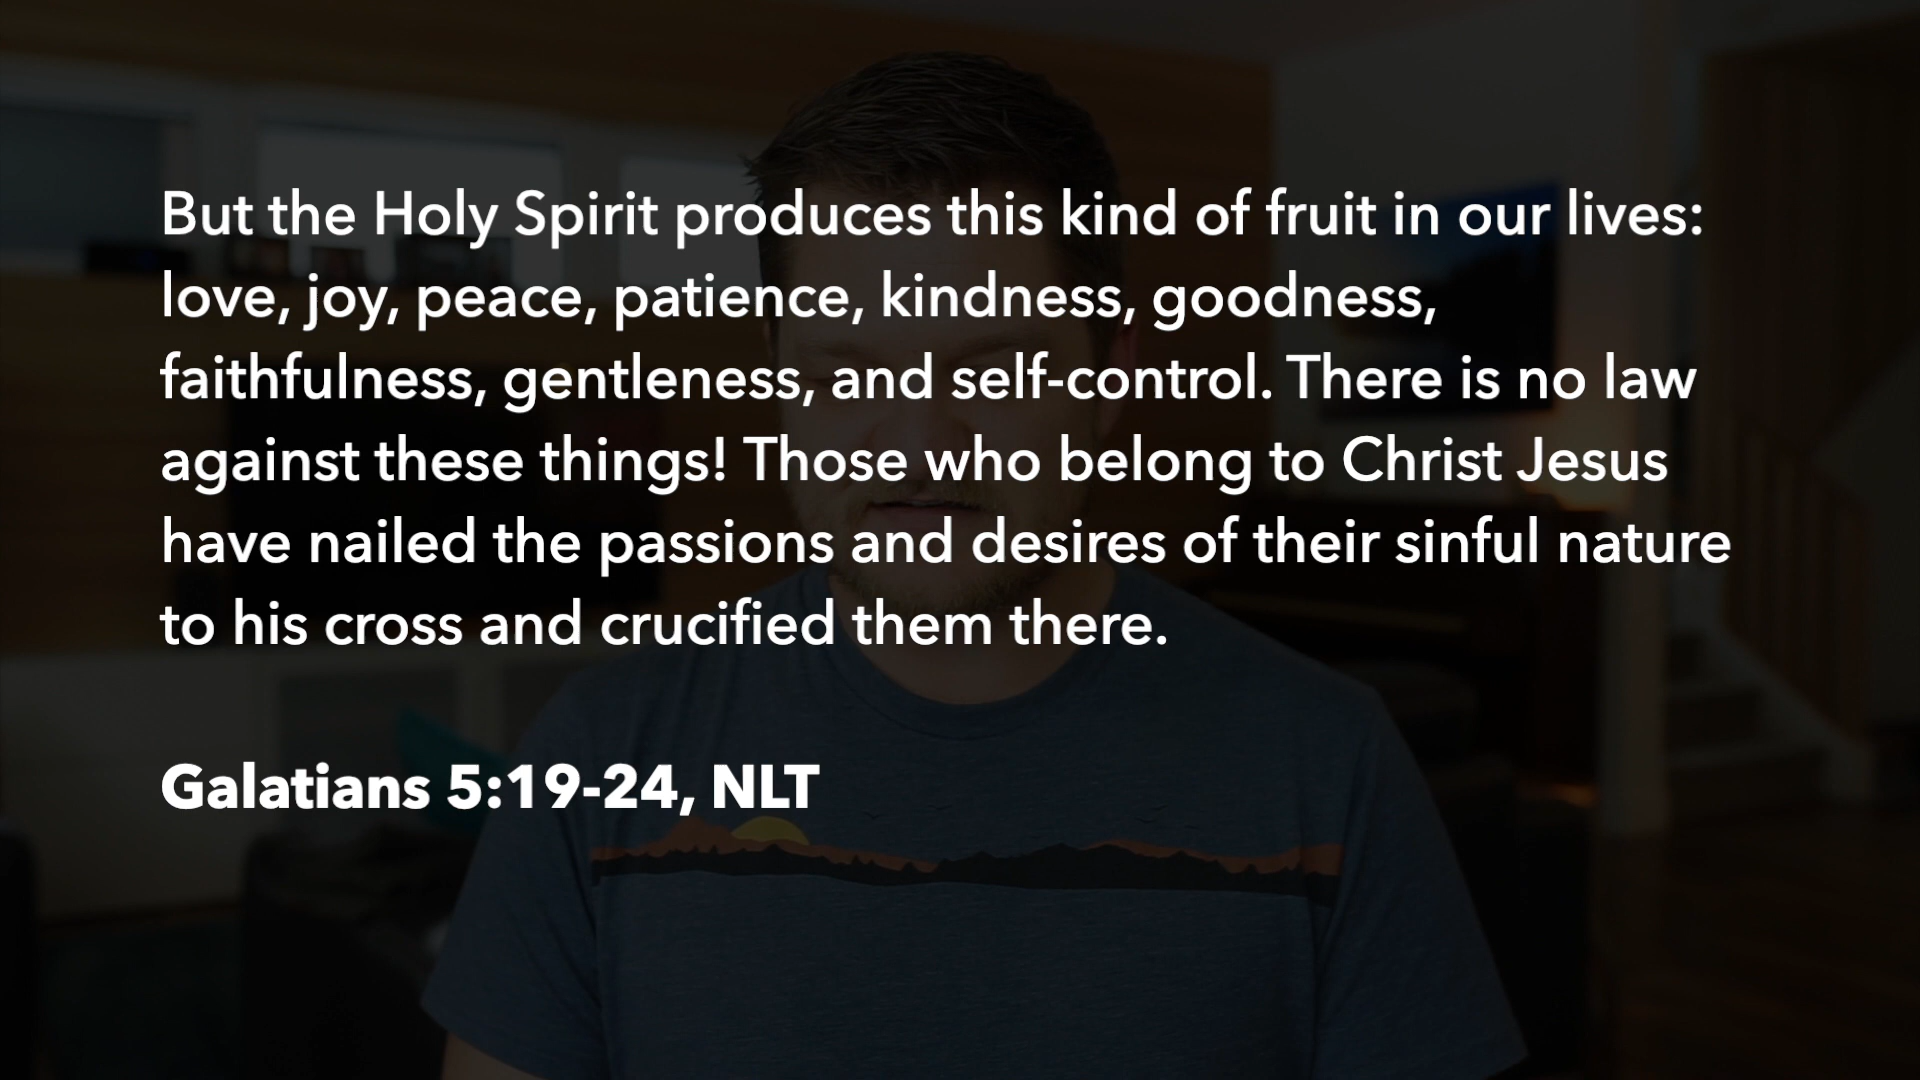 But the Holy Spirit produces this kind of fruit in our lives:
love, joy, peace, patience, kindness, goodness,
faithfulness, gentleness, and self-control. There is no law
against these things! Those who belong to Christ Jesus
have nailed the passions and desires of their sinful nature
to his cross and crucified them there.
Galatians 5:19-24, NLT